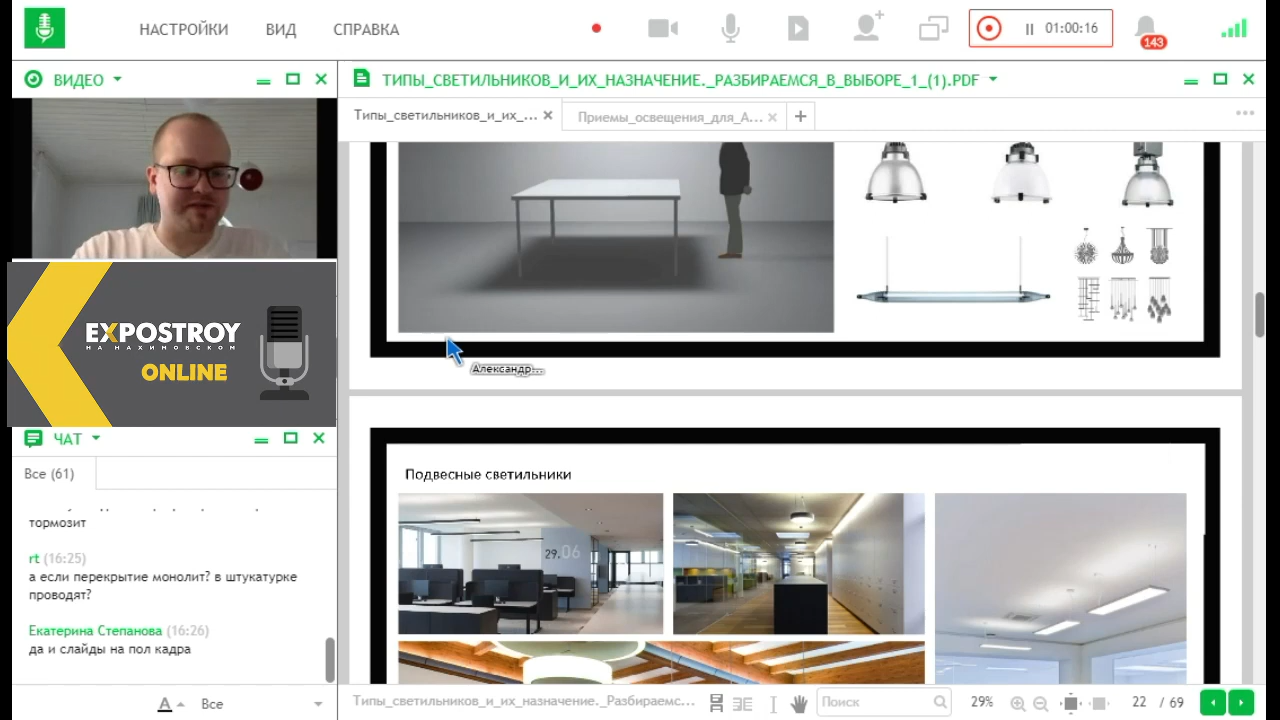 НАСТРОЙКИ ВИД СПРАВКА
01:00:16
143
ВИДЕО
ТИПЫ_СВЕТИЛЬНИКОВ_И_ИХ_НАЗНАЧЕНИЕ._РАЗБИРАЕМСЯ_В_ВЫБОРЕ_1_(1).PDF
Типы_светильников_и_их_...
Приемы_освещения_для_А...
Александр...
EXPOSTROY
НА НАХИМОВСКОМ
ONLINE
ЧАТ
Все (61)
тормозит
rt (16:25)
а если перекрытие монолит? в штукатурке
проводят?
Екатерина Степанова (16:26)
да и слайды на пол кадра
A Все
Подвесные светильники
29.06
Типы_светильников_и_их_назначение._Разбираемс...
Поиск
29%
22 / 69